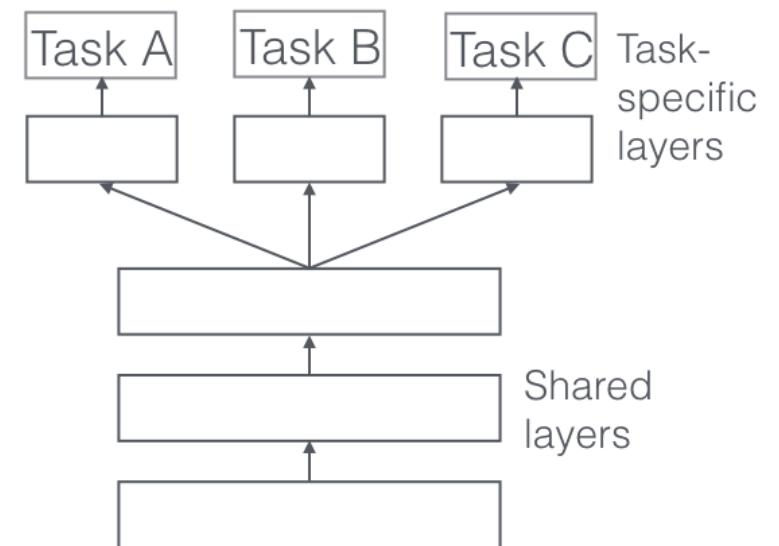 Task A
Task B
Task C
Task-
specific
layers
Shared
layers